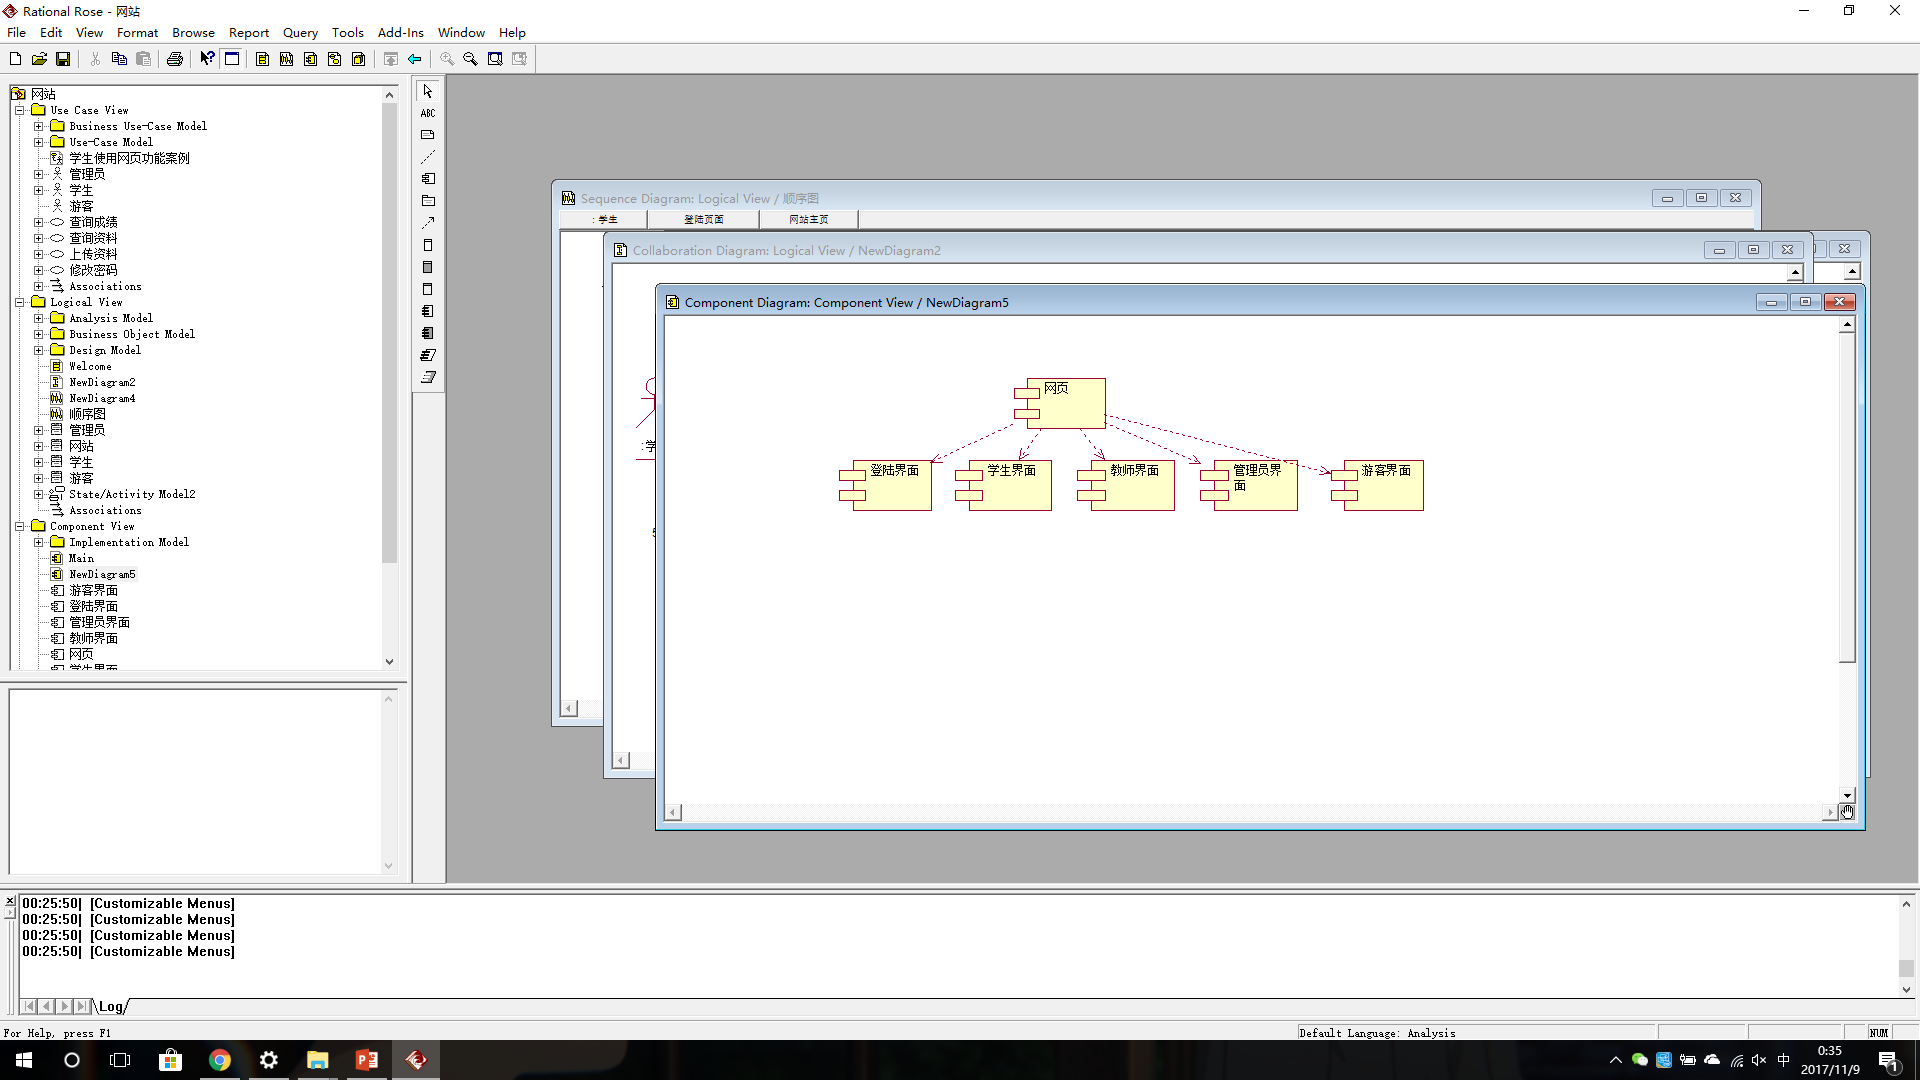 Rational Rose - 网站
File Edit View Format Browse Report Query Tools Add-Ins Window Help
网站
Use Case View
Business Use-Case Model
Use-Case Model
学生使用网页功能案例
管理员
学生
游客
查询成绩
查询资料
上传资料
修改密码
Associations
Logical View
Analysis Model
Business Object Model
Design Model
Welcome
NewDiagram2
NewDiagram4
顺序图
管理员
网站
学生
游客
State/Activity Model2
Associations
Component View
Implementation Model
Main
NewDiagram5
游客界面
登陆界面
管理员界面
教师界面
网页
学生界面
ABC
Sequence Diagram: Logical View / 顺序图
: 学生 登陆页面 网站主页
Collaboration Diagram: Logical View / NewDiagram2
:学
Component Diagram: Component View / NewDiagram5
网页
登陆界面 学生界面 教师界面 管理员界 游客界面
面
00:25:50| [Customizable Menus]
00:25:50| [Customizable Menus]
00:25:50| [Customizable Menus]
00:25:50| [Customizable Menus]
Log
For Help, press F1
Default Language: Analysis
NUM
中
0:35
2017/11/9
1